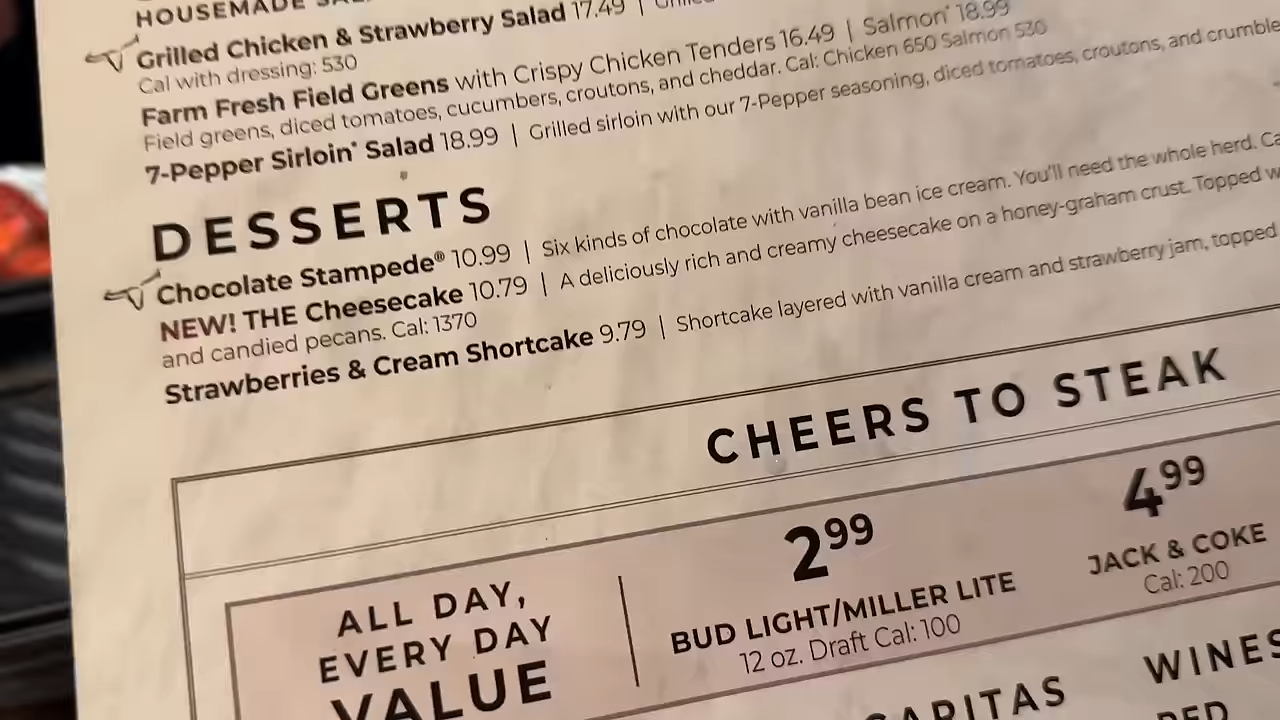 HOUSEMADE
Grilled Chicken & Strawberry Salad 17.49 |
Cal with dressing: 530
Farm Fresh Field Greens with Crispy Chicken Tenders 16.49 | Salmon* 18.99
Field greens, diced tomatoes, cucumbers, croutons, and cheddar. Cal: Chicken 650 Salmon 530
7-Pepper Sirloin* Salad 18.99 | Grilled sirloin with our 7-Pepper seasoning, diced tomatoes, croutons, and crumble
DESSERTS
Chocolate Stampede® 10.99 | Six kinds of chocolate with vanilla bean ice cream. You'll need the whole herd. Ca
NEW! THE Cheesecake 10.79 | A deliciously rich and creamy cheesecake on a honey-graham crust. Topped w
and candied pecans. Cal: 1370
Strawberries & Cream Shortcake 9.79 | Shortcake layered with vanilla cream and strawberry jam, topped
CHEERS TO STEAK
ALL DAY,
EVERY DAY
VALUE
2.99
BUD LIGHT/MILLER LITE
12 oz. Draft Cal: 100
4.99
JACK & COKE
Cal: 200
ARITAS
WINES
RED